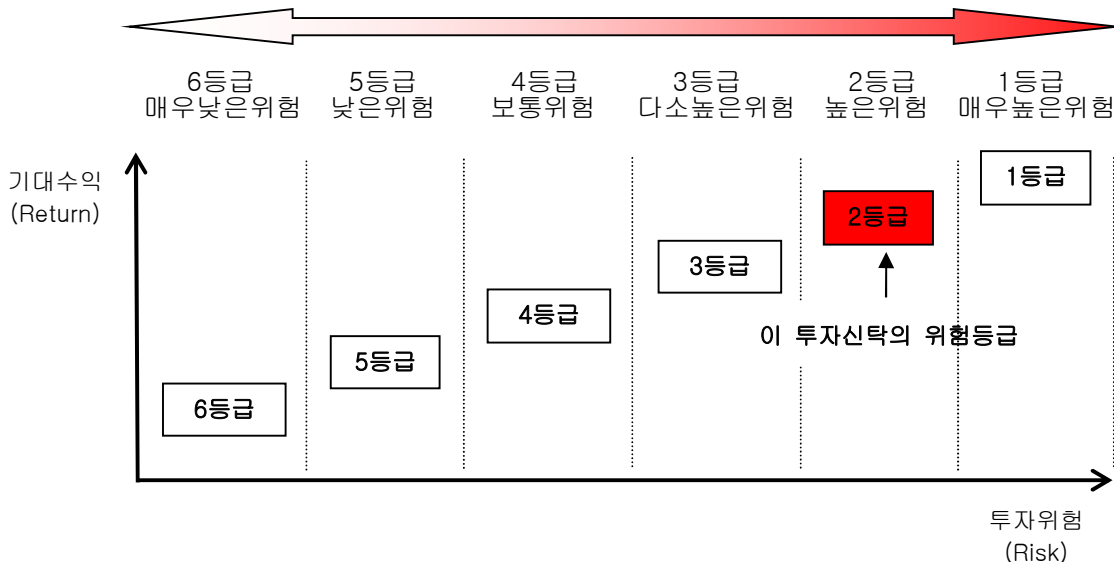 6등급
매우낮은위험
5등급
낮은위험
4등급
보통위험
3등급
다소높은위험
2등급
높은위험
1등급
매우높은위험
기대수익
(Return)
1등급
2등급
3등급
4등급
이 투자신탁의 위험등급
5등급
6등급
투자위험
(Risk)